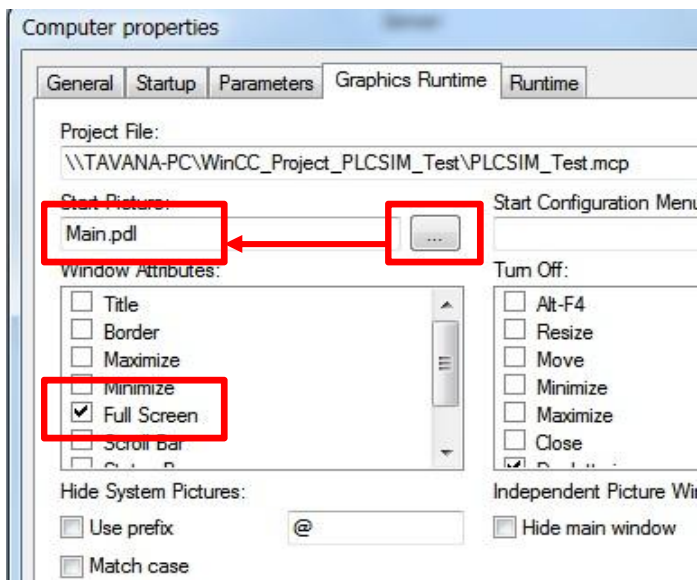 Computer properties
General Startup Parameters Graphics Runtime Runtime
Project File:
\\TAVANA-PC\WinCC_Project_PLCSIM_Test\PLCSIM_Test.mcp
Start Picture: Start Configuration Menu
Main.pdl ...
Window Attributes: Turn Off:
Title Alt-F4
Border Resize
Maximize Move
Minimize Minimize
Full Screen Maximize
Scroll Bar Close
Hide System Pictures: Independent Picture Wi
Use prefix @ Hide main window
Match case